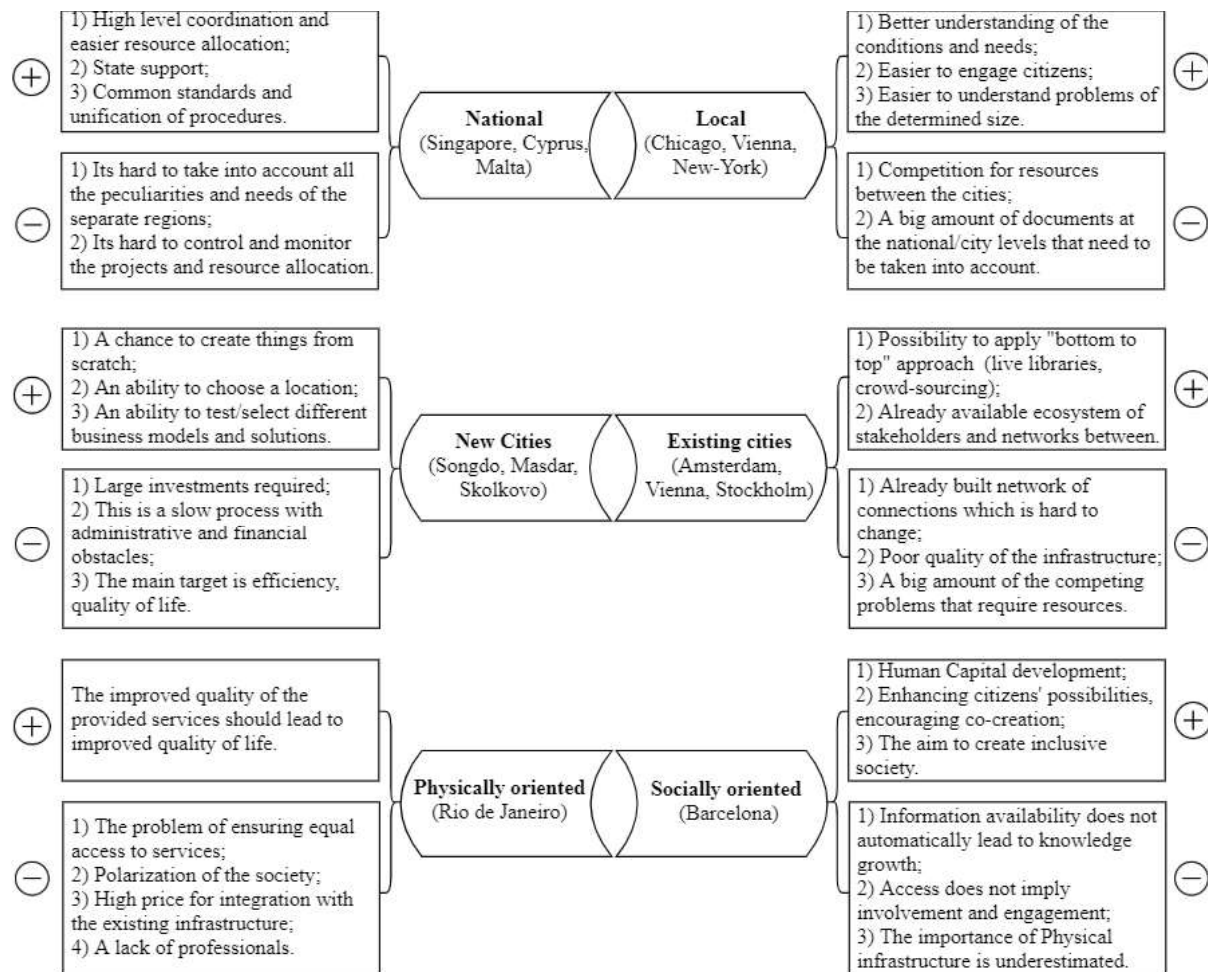 1) High level coordination and
easier resource allocation;
2) State support;
3) Common standards and
unification of procedures.
1) Its hard to take into account all
the peculiarities and needs of the
separate regions;
2) Its hard to control and monitor
the projects and resource allocation.
National
(Singapore, Cyprus,
Malta)
Local
(Chicago, Vienna,
New-York)
1) Better understanding of the
conditions and needs;
2) Easier to engage citizens;
3) Easier to understand problems of
the determined size.
1) Competition for resources
between the cities;
2) A big amount of documents at
the national/city levels that need to
be taken into account.
1) A chance to create things from
scratch;
2) An ability to choose a location;
3) An ability to test/select different
business models and solutions.
1) Large investments required;
2) This is a slow process with
administrative and financial
obstacles;
3) The main target is efficiency,
quality of life.
New Cities
(Songdo, Masdar,
Skolkovo)
Existing cities
(Amsterdam,
Vienna, Stockholm)
1) Possibility to apply "bottom to
top" approach (live libraries,
crowd-sourcing);
2) Already available ecosystem of
stakeholders and networks between.
1) Already built network of
connections which is hard to
change;
2) Poor quality of the infrastructure;
3) A big amount of the competing
problems that require resources.
The improved quality of the
provided services should lead to
improved quality of life.
1) The problem of ensuring equal
access to services;
2) Polarization of the society;
3) High price for integration with
the existing infrastructure;
4) A lack of professionals.
Physically oriented
(Rio de Janeiro)
Socially oriented
(Barcelona)
1) Human Capital development;
2) Enhancing citizens' possibilities,
encouraging co-creation;
3) The aim to create inclusive
society.
1) Information availability does not
automatically lead to knowledge
growth;
2) Access does not imply
involvement and engagement;
3) The importance of Physical
infrastructure is underestimated.